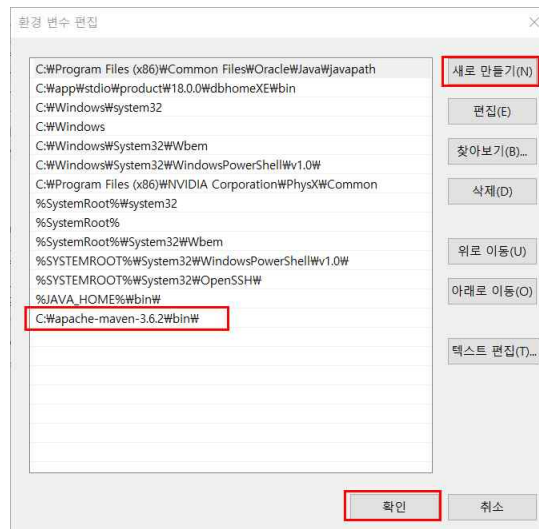 환경 변수 편집
C:₩Program Files (x86)₩Common Files₩Oracle₩Java₩javapath
C:₩app₩stdio₩product₩18.0.0₩dbhomeXE₩bin
C:₩Windows₩system32
C:₩Windows
C:₩Windows₩System32₩Wbem
C:₩Windows₩System32₩WindowsPowerShell₩v1.0₩
C:₩Program Files (x86)₩NVIDIA Corporation₩PhysX₩Common
%SystemRoot%₩system32
%SystemRoot%
%SystemRoot%₩System32₩Wbem
%SYSTEMROOT%₩System32₩WindowsPowerShell₩v1.0₩
%SYSTEMROOT%₩System32₩OpenSSH₩
%JAVA_HOME%₩bin₩
C:₩apache-maven-3.6.2₩bin₩
새로 만들기(N)
편집(E)
찾아보기(B)...
삭제(D)
위로 이동(U)
아래로 이동(O)
텍스트 편집(T)...
확인
취소